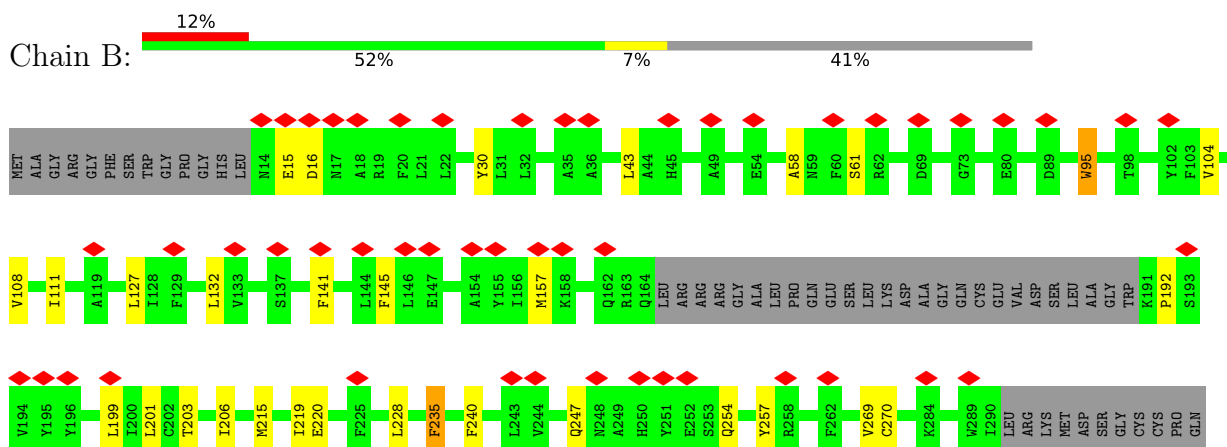 12%
Chain B:
52% 7% 41%
MET ALA GLY ARG GLY PHE SER TRP GLY PRO GLY HIS LEU N14 E15 D16 N17 A18 R19 F20 L21 L22 Y30 L31 L32 A35 A36 L43 A44 H45 A49 E54 A58 N59 F60 S61 R62 D69 G73 E80 D89 W95 T98 Y102 F103 V104
V108 I111 A119 L127 I128 F129 L132 V133 S137 F141 L144 F145 L146 E147 A154 Y155 I156 M157 K158 Q162 R163 Q164 LEU ARG ARG ARG GLY ALA LEU PRO GLN GLU SER LEU LYS ASP ALA GLY GLN CYS GLU VAL ASP SER LEU ALA GLY TRP K191 P192 S193
V194 Y195 Y196 L199 I200 L201 C202 T203 I206 M215 I219 E220 F225 L228 F235 F240 L243 V244 Q247 N248 A249 H250 Y251 E252 S253 Q254 Y257 R258 F262 V269 C270 K284 W289 I290 LEU ARG LYS MET ASP SER GLY CYS CYS PRO GLN